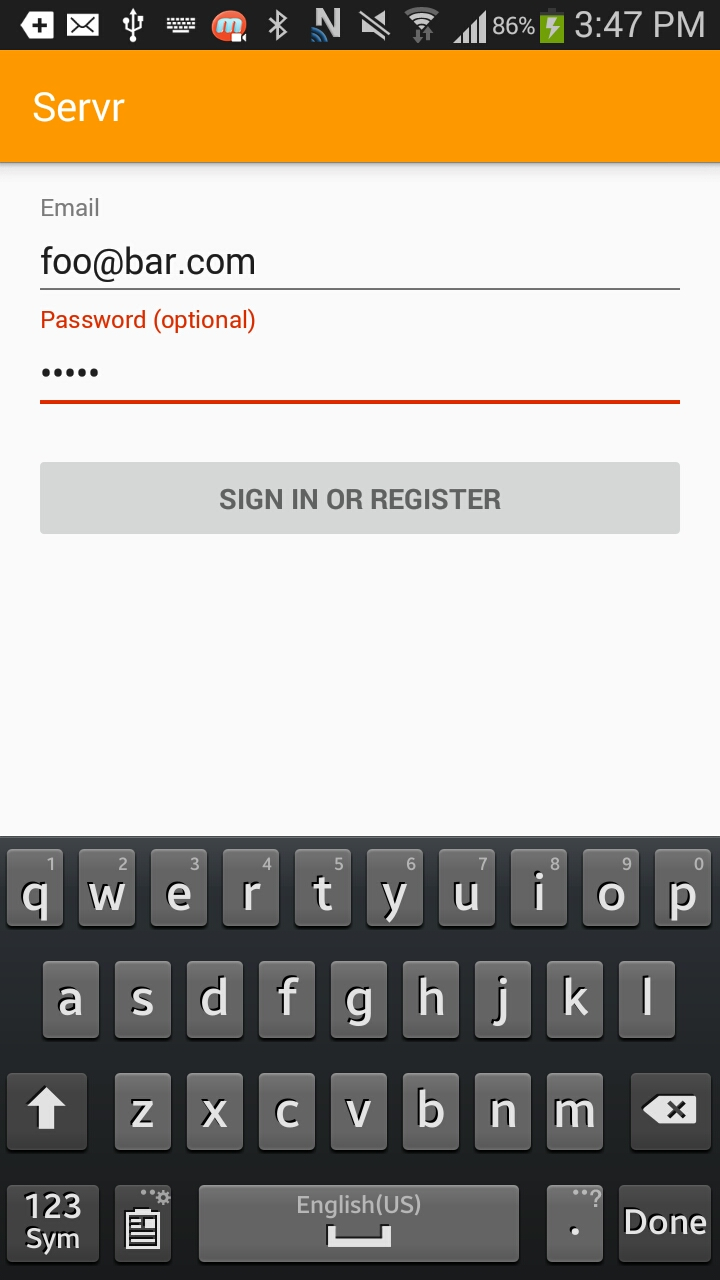 86% 3:47 PM
Servr
Email
foo@bar.com
Password (optional)
•••••
SIGN IN OR REGISTER
1 2 3 4 5 6 7 8 9 0
q w e r t y u i o p
a s d f g h j k l
z x c v b n m
123 Sym English(US) . ? Done